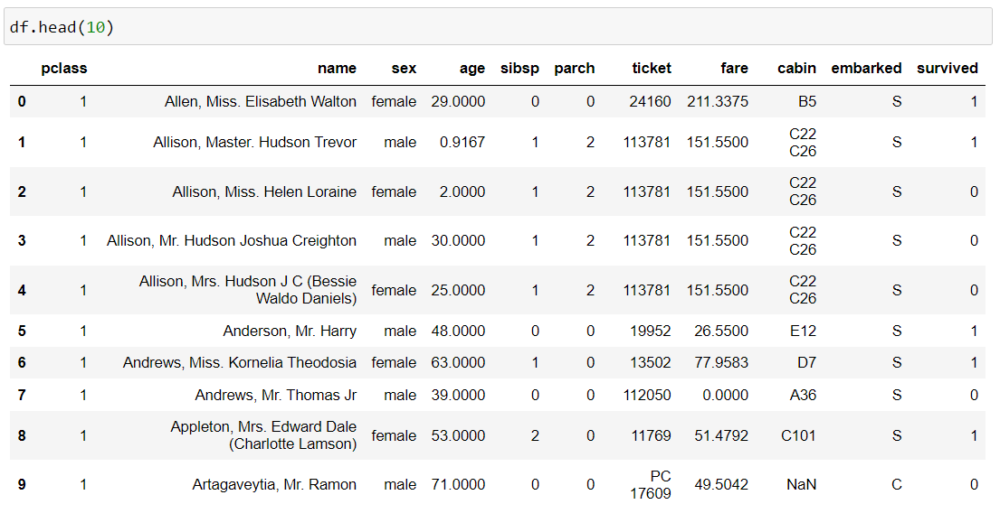 df.head(10)
pclass name sex age sibsp parch ticket fare cabin embarked survived
0 1 Allen, Miss. Elisabeth Walton female 29.0000 0 0 24160 211.3375 B5 S 1
1 1 Allison, Master. Hudson Trevor male 0.9167 1 2 113781 151.5500 C22
C26 S 1
2 1 Allison, Miss. Helen Loraine female 2.0000 1 2 113781 151.5500 C22
C26 S 0
3 1 Allison, Mr. Hudson Joshua Creighton male 30.0000 1 2 113781 151.5500 C22
C26 S 0
4 1 Allison, Mrs. Hudson J C (Bessie
Waldo Daniels) female 25.0000 1 2 113781 151.5500 C22
C26 S 0
5 1 Anderson, Mr. Harry male 48.0000 0 0 19952 26.5500 E12 S 1
6 1 Andrews, Miss. Kornelia Theodosia female 63.0000 1 0 13502 77.9583 D7 S 1
7 1 Andrews, Mr. Thomas Jr male 39.0000 0 0 112050 0.0000 A36 S 0
8 1 Appleton, Mrs. Edward Dale
(Charlotte Lamson) female 53.0000 2 0 11769 51.4792 C101 S 1
9 1 Artagaveytia, Mr. Ramon male 71.0000 0 0 PC
17609 49.5042 NaN C 0